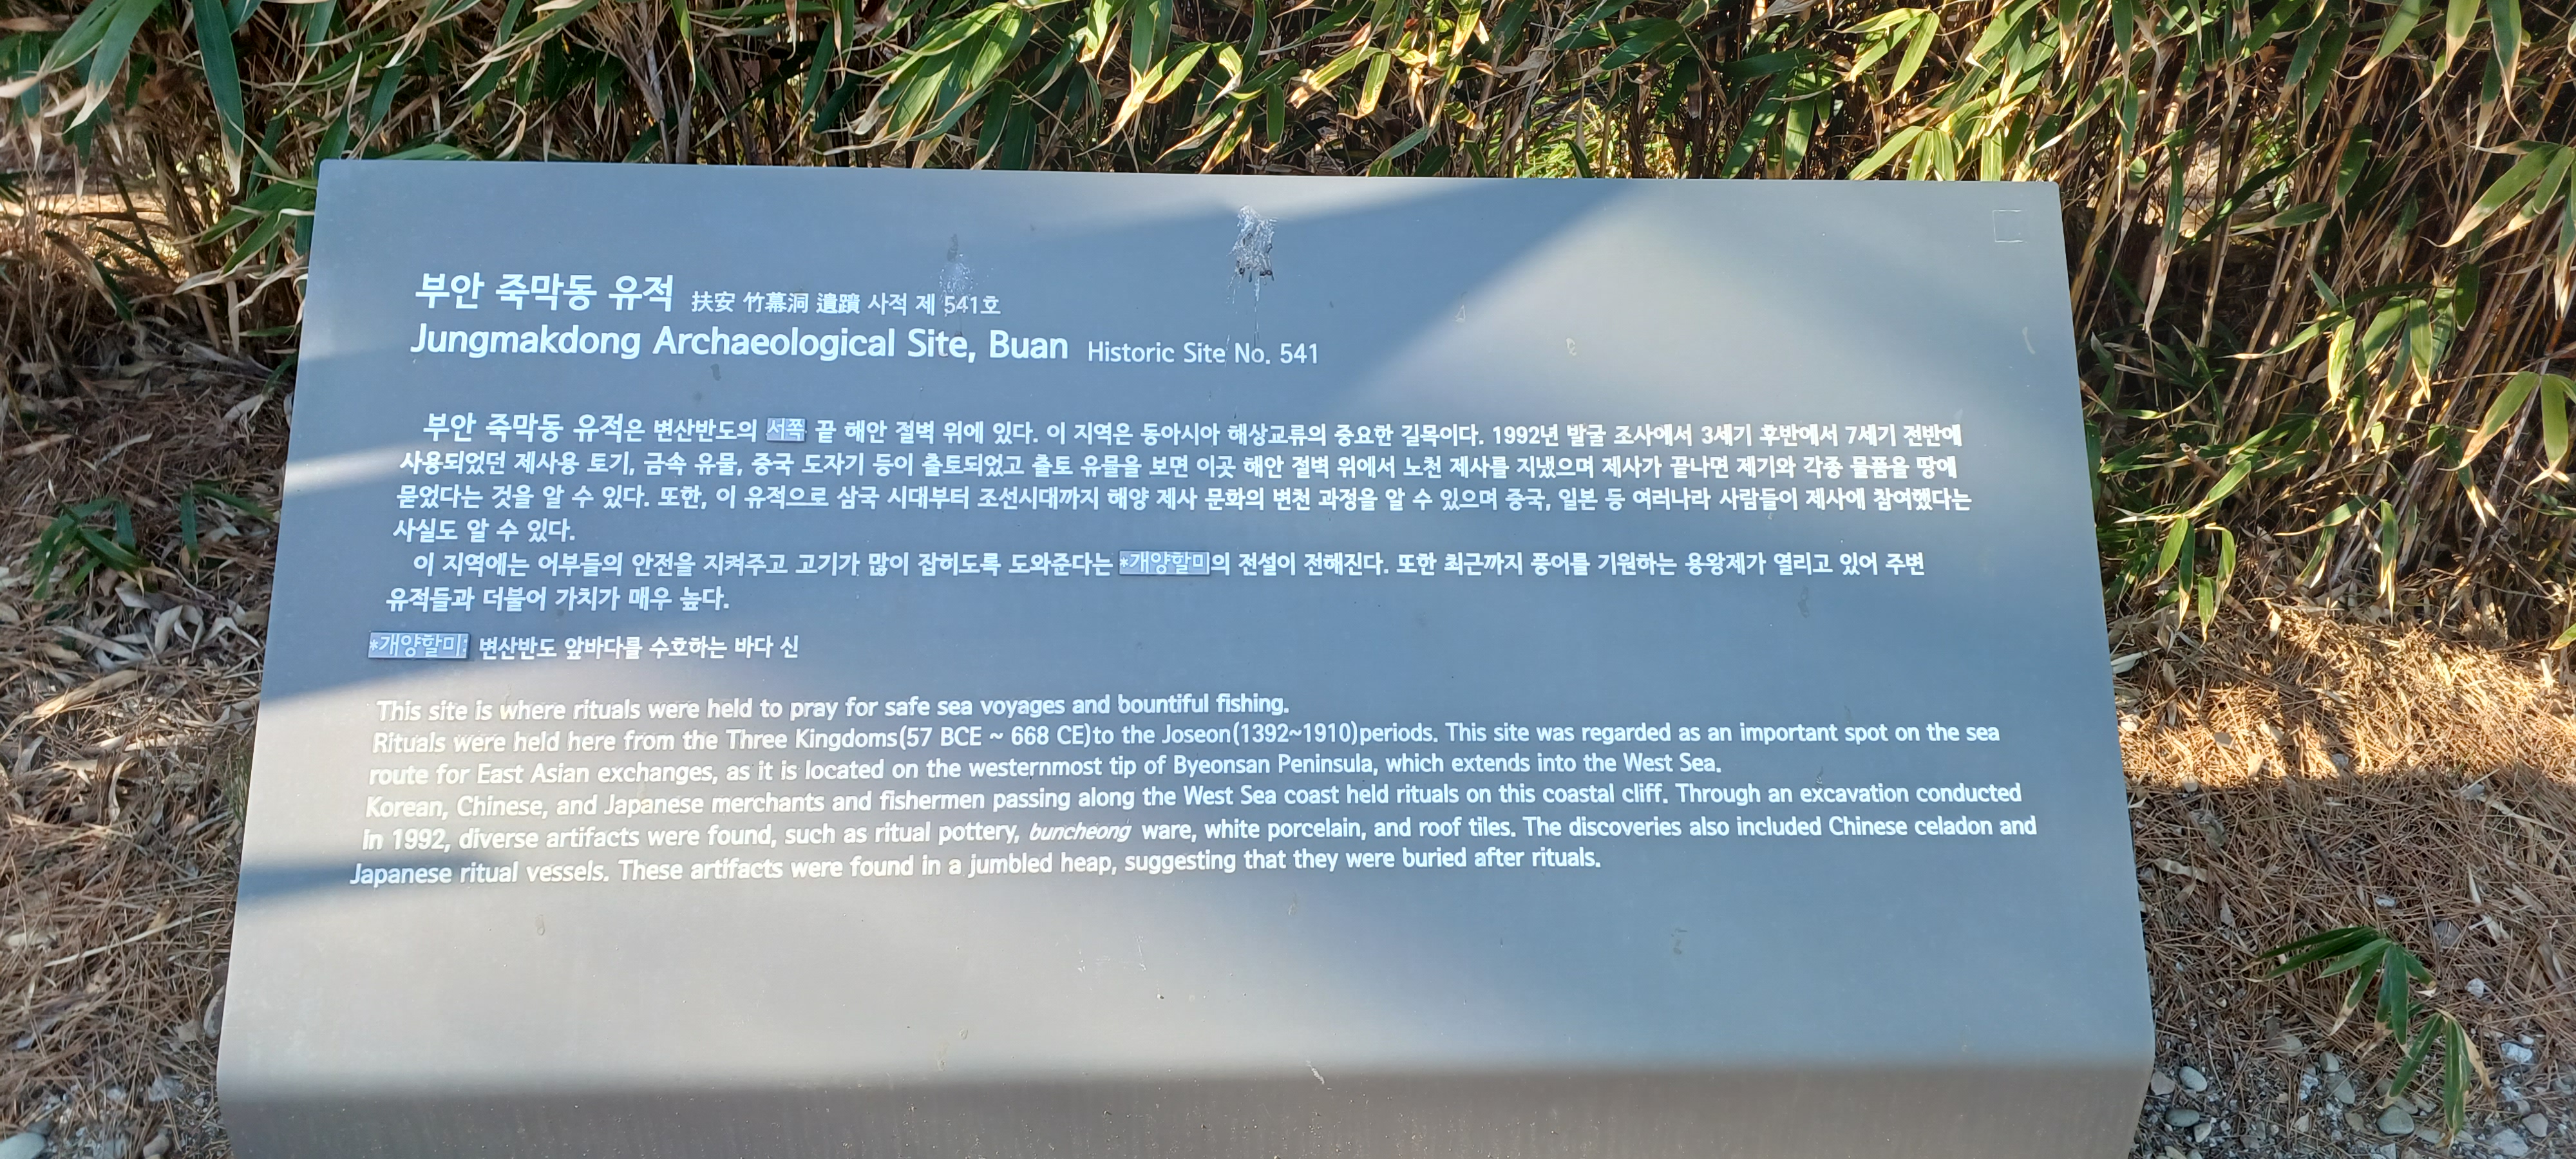 부안 죽막동 유적 扶安 竹幕洞 遺蹟 사적 제 541호
Jungmakdong Archaeological Site, Buan Historic Site No. 541
부안 죽막동 유적은 변산반도의 서쪽 끝 해안 절벽 위에 있다. 이 지역은 동아시아 해상교류의 중요한 길목이다. 1992년 발굴 조사에서 3세기 후반에서 7세기 전반에
사용되었던 제사용 토기, 금속 유물, 중국 도자기 등이 출토되었고 출토 유물을 보면 이곳 해안 절벽 위에서 노천 제사를 지냈으며 제사가 끝나면 제기와 각종 물품을 땅에
묻었다는 것을 알 수 있다. 또한, 이 유적으로 삼국 시대부터 조선시대까지 해양 제사 문화의 변천 과정을 알 수 있으며 중국, 일본 등 여러나라 사람들이 제사에 참여했다는
사실도 알 수 있다.
이 지역에는 어부들의 안전을 지켜주고 고기가 많이 잡히도록 도와준다는 *개양할미의 전설이 전해진다. 또한 최근까지 풍어를 기원하는 용왕제가 열리고 있어 주변
유적들과 더불어 가치가 매우 높다.
*개양할미: 변산반도 앞바다를 수호하는 바다 신
This site is where rituals were held to pray for safe sea voyages and bountiful fishing.
Rituals were held here from the Three Kingdoms(57 BCE ~ 668 CE)to the Joseon(1392~1910)periods. This site was regarded as an important spot on the sea
route for East Asian exchanges, as it is located on the westernmost tip of Byeonsan Peninsula, which extends into the West Sea.
Korean, Chinese, and Japanese merchants and fishermen passing along the West Sea coast held rituals on this coastal cliff. Through an excavation conducted
in 1992, diverse artifacts were found, such as ritual pottery, buncheong ware, white porcelain, and roof tiles. The discoveries also included Chinese celadon and
Japanese ritual vessels. These artifacts were found in a jumbled heap, suggesting that they were buried after rituals.